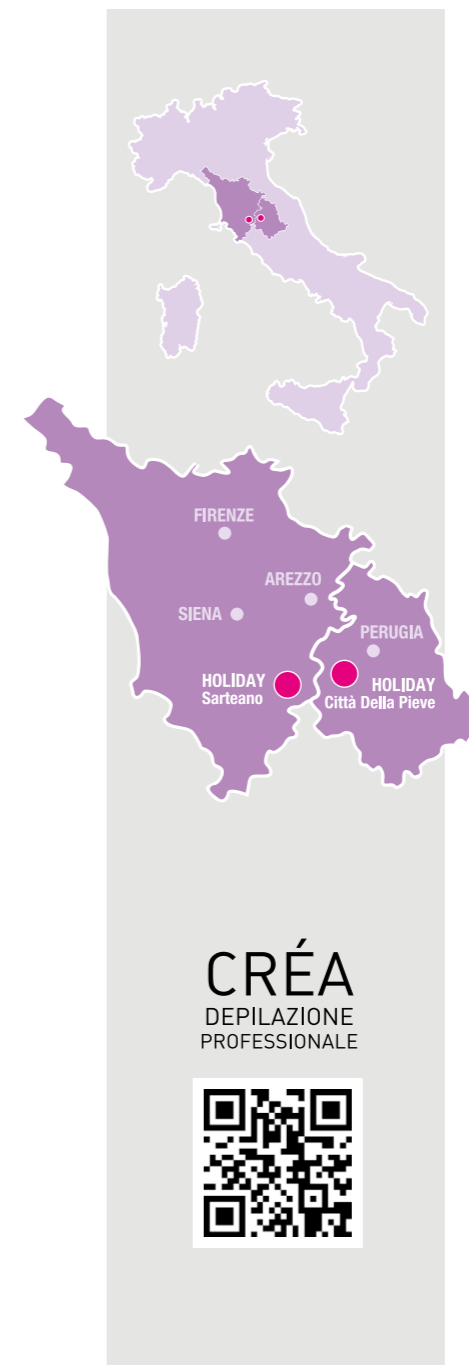 FIRENZE
AREZZO
SIENA
PERUGIA
HOLIDAY
Sarteano
HOLIDAY
Città Della Pieve
CRÉA
DEPILAZIONE
PROFESSIONALE